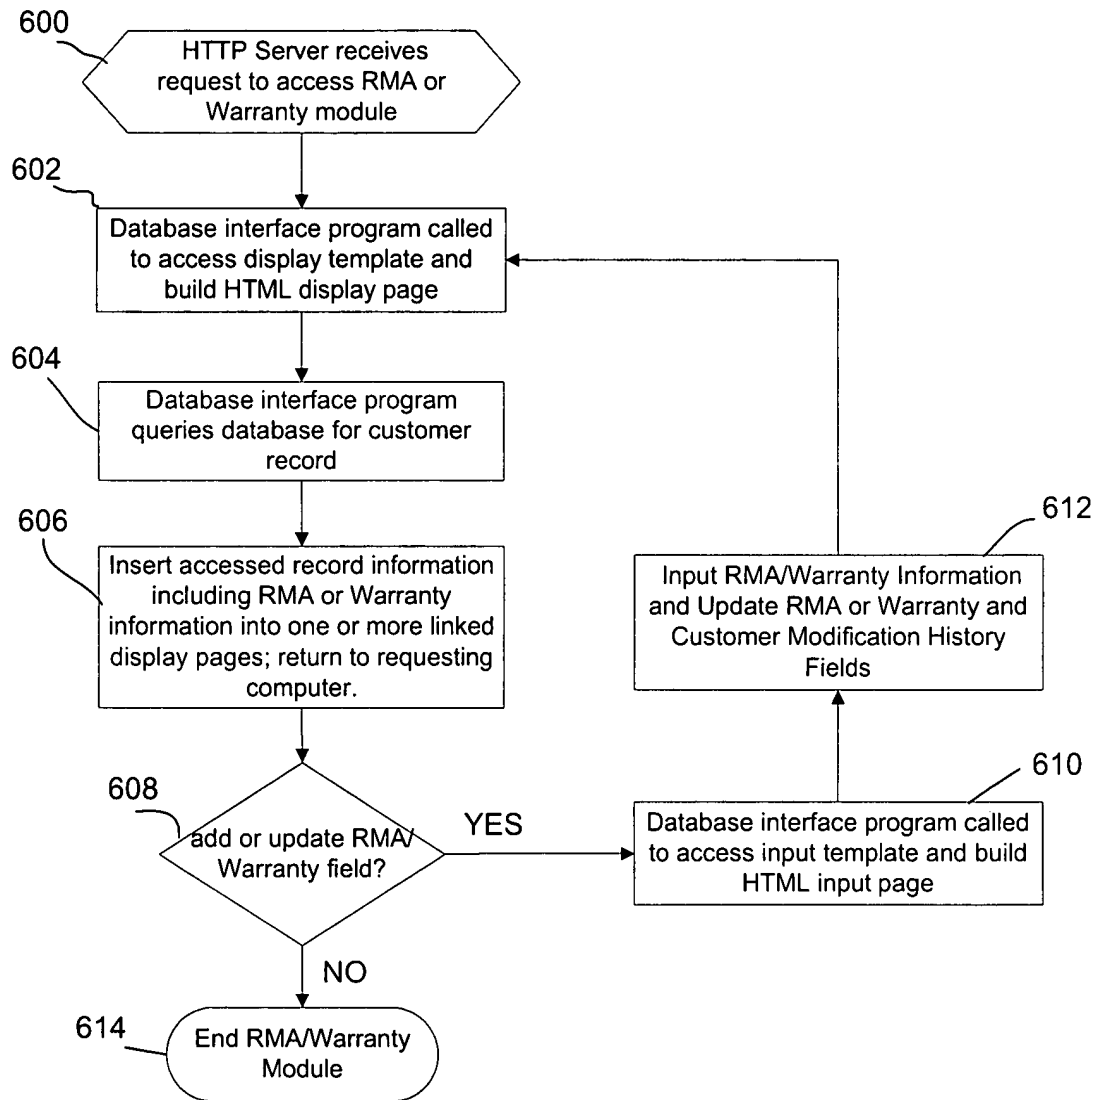 600
HTTP Server receives
request to access RMA or
Warranty module
602
Database interface program called
to access display template and
build HTML display page
604
Database interface program
queries database for customer
record
606
Insert accessed record information
including RMA or Warranty
information into one or more linked
display pages; return to requesting
computer.
608
add or update RMA/
Warranty field?
YES
610
Database interface program called
to access input template and build
HTML input page
612
Input RMA/Warranty Information
and Update RMA or Warranty and
Customer Modification History
Fields
NO
614
End RMA/Warranty
Module